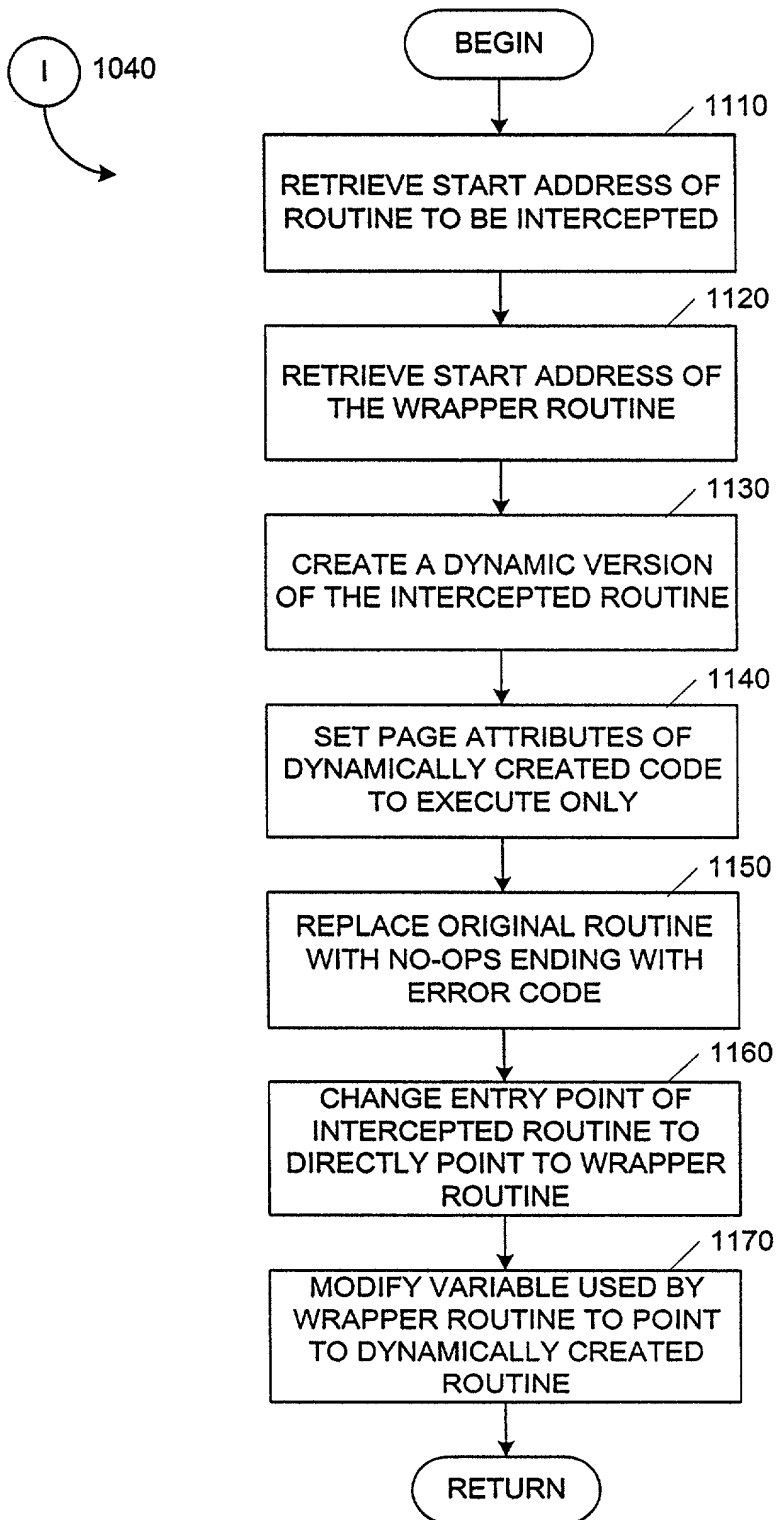 I 1040
BEGIN
1110
RETRIEVE START ADDRESS OF
ROUTINE TO BE INTERCEPTED
1120
RETRIEVE START ADDRESS OF
THE WRAPPER ROUTINE
1130
CREATE A DYNAMIC VERSION
OF THE INTERCEPTED ROUTINE
1140
SET PAGE ATTRIBUTES OF
DYNAMICALLY CREATED CODE
TO EXECUTE ONLY
1150
REPLACE ORIGINAL ROUTINE
WITH NO-OPS ENDING WITH
ERROR CODE
1160
CHANGE ENTRY POINT OF
INTERCEPTED ROUTINE TO
DIRECTLY POINT TO WRAPPER
ROUTINE
1170
MODIFY VARIABLE USED BY
WRAPPER ROUTINE TO POINT
TO DYNAMICALLY CREATED
ROUTINE
RETURN